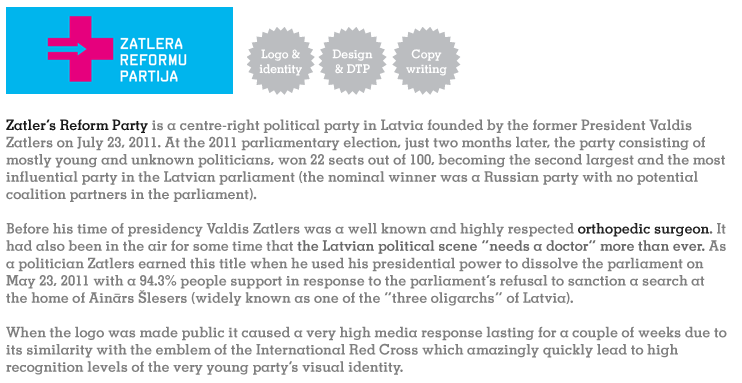 ZATLERA
REFORMU
PARTIJA
Logo &
identity
Design
& DTP
Copy
writing
Zatler's Reform Party is a centre-right political party in Latvia founded by the former President Valdis
Zatlers on July 23, 2011. At the 2011 parliamentary election, just two months later, the party consisting of
mostly young and unknown politicians, won 22 seats out of 100, becoming the second largest and the most
influential party in the Latvian parliament (the nominal winner was a Russian party with no potential
coalition partners in the parliament).
Before his time of presidency Valdis Zatlers was a well known and highly respected orthopedic surgeon. It
had also been in the air for some time that the Latvian political scene "needs a doctor" more than ever. As
a politician Zatlers earned this title when he used his presidential power to dissolve the parliament on
May 23, 2011 with a 94.3% people support in response to the parliament's refusal to sanction a search at
the home of Ainārs Šlesers (widely known as one of the "three oligarchs" of Latvia).
When the logo was made public it caused a very high media response lasting for a couple of weeks due to
its similarity with the emblem of the International Red Cross which amazingly quickly lead to high
recognition levels of the very young party's visual identity.